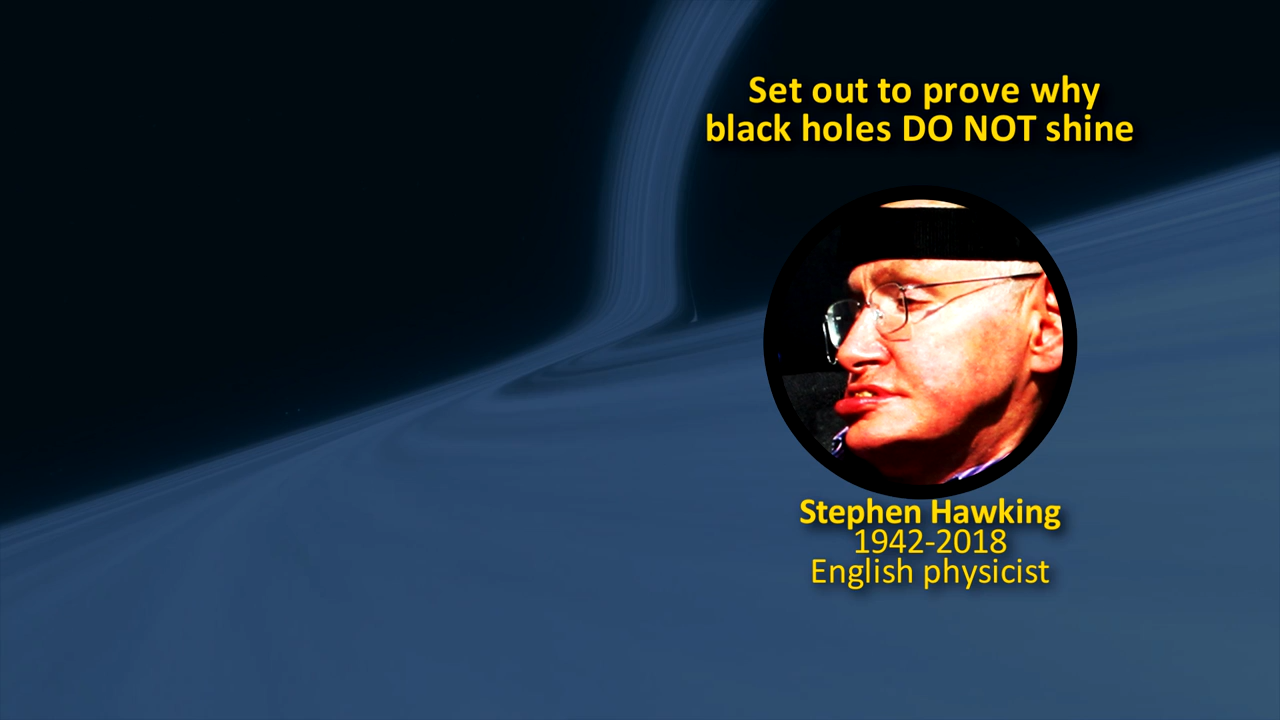 Set out to prove why
black holes DO NOT shine
Stephen Hawking
1942-2018
English physicist